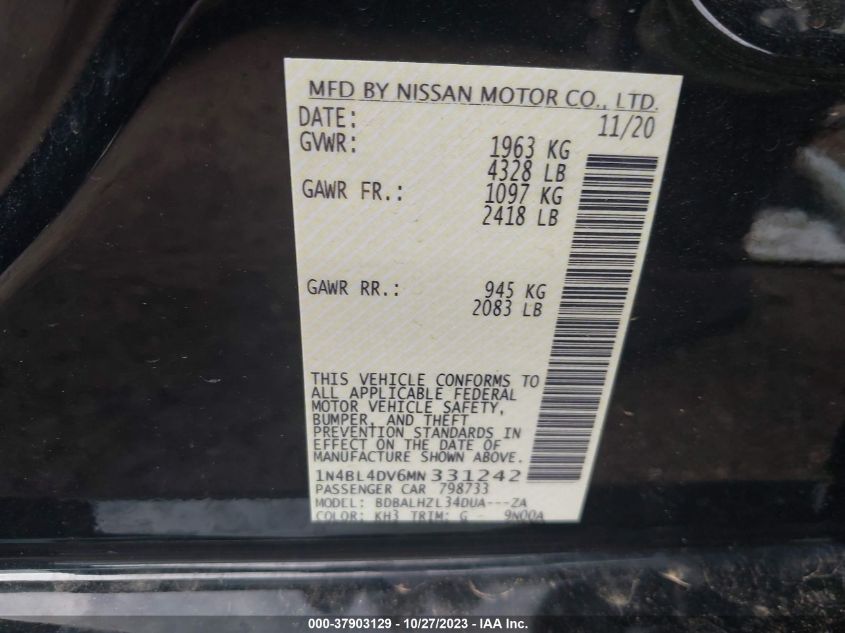 MFD BY NISSAN MOTOR CO., LTD.
DATE: 11/20
GVWR: 1963 KG
4328 LB
GAWR FR.: 1097 KG
2418 LB
GAWR RR.: 945 KG
2083 LB
THIS VEHICLE CONFORMS TO
ALL APPLICABLE FEDERAL
MOTOR VEHICLE SAFETY,
BUMPER, AND THEFT
PREVENTION STANDARDS IN
EFFECT ON THE DATE OF
MANUFACTURE SHOWN ABOVE.
1N4BL4DV6MN331242
PASSENGER CAR 798733
MODEL: BDBALHZL34DUA---ZA
COLOR: KH3 TRIM: G - 9N00A
000-37903129 - 10/27/2023 - IAA Inc.